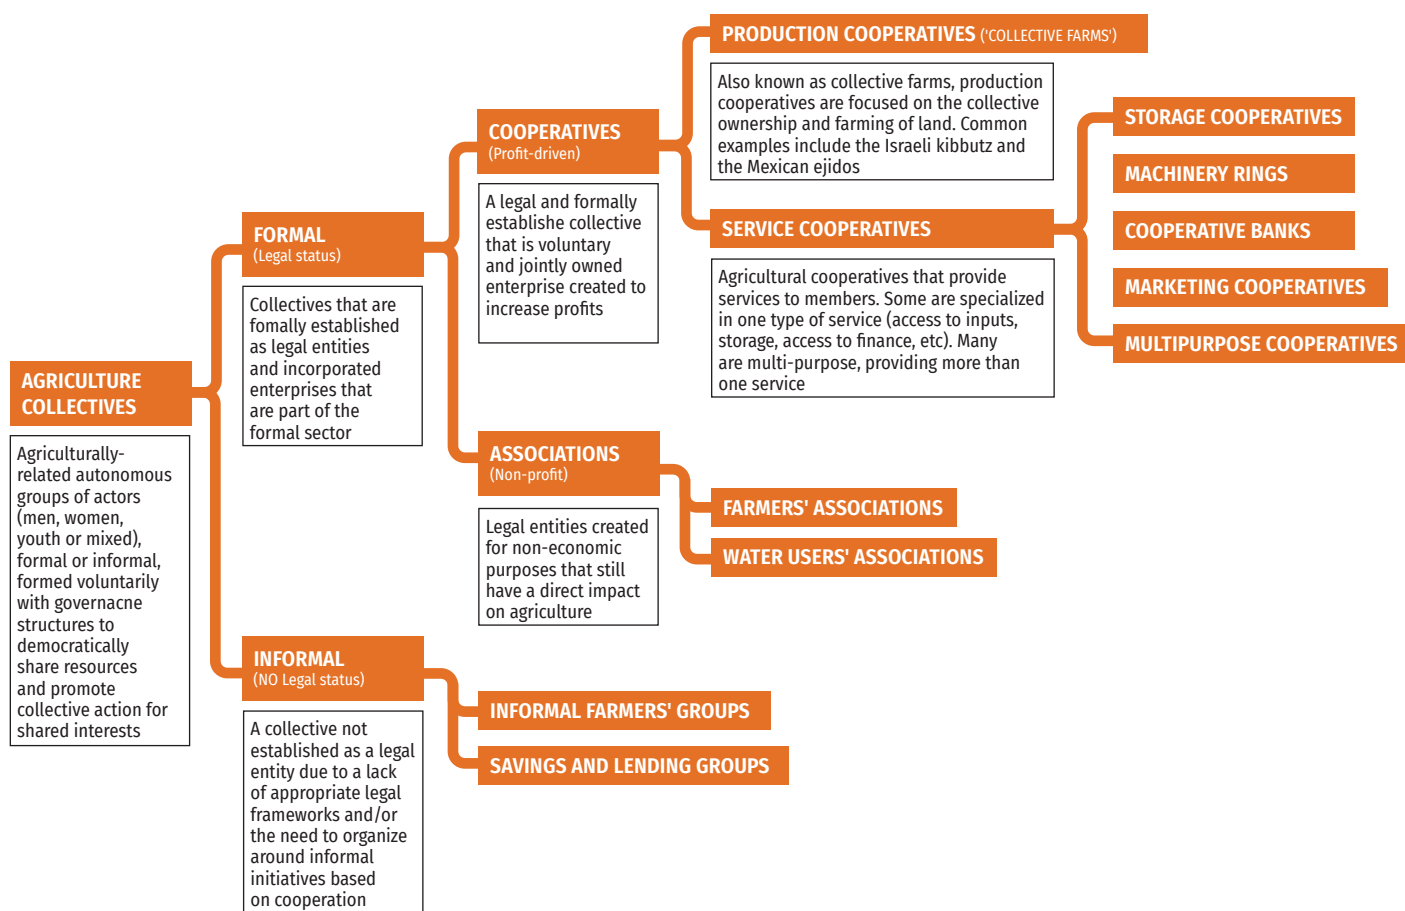 AGRICULTURE
COLLECTIVES
Agriculturally-
related autonomous
groups of actors
(men, women,
youth or mixed),
formal or informal,
formed voluntarily
with governacne
structures to
democratically
share resources
and promote
collective action for
shared interests
FORMAL
(Legal status)
Collectives that are
fomally established
as legal entities
and incorporated
enterprises that
are part of the
formal sector
INFORMAL
(NO Legal status)
A collective not
established as a legal
entity due to a lack
of appropriate legal
frameworks and/or
the need to organize
around informal
initiatives based
on cooperation
COOPERATIVES
(Profit-driven)
A legal and formally
establishe collective
that is voluntary
and jointly owned
enterprise created to
increase profits
ASSOCIATIONS
(Non-profit)
Legal entities created
for non-economic
purposes that still
have a direct impact
on agriculture
INFORMAL FARMERS' GROUPS
SAVINGS AND LENDING GROUPS
PRODUCTION COOPERATIVES ('COLLECTIVE FARMS')
Also known as collective farms, production
cooperatives are focused on the collective
ownership and farming of land. Common
examples include the Israeli kibbutz and
the Mexican ejidos
SERVICE COOPERATIVES
Agricultural cooperatives that provide
services to members. Some are specialized
in one type of service (access to inputs,
storage, access to finance, etc). Many
are multi-purpose, providing more than
one service
FARMERS' ASSOCIATIONS
WATER USERS' ASSOCIATIONS
STORAGE COOPERATIVES
MACHINERY RINGS
COOPERATIVE BANKS
MARKETING COOPERATIVES
MULTIPURPOSE COOPERATIVES